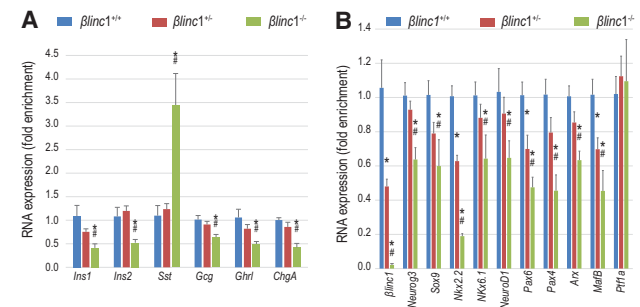 A
βlinc1+/+ βlinc1+/- βlinc1-/-
RNA expression (fold enrichment)
4.5
4.0
3.5
3.0
2.5
2.0
1.5
1.0
0.5
0.0
* # * # * # * # * # * #
Ins1 Ins2 Sst Gcg Ghrl ChgA
B
βlinc1+/+ βlinc1+/- βlinc1-/-
RNA expression (fold enrichment)
1.4
1.2
1.0
0.8
0.6
0.4
0.2
0.0
* * # * # * # * * # * # * # * * # * # * # * * #
βlinc1 Neurog3 Sox9 Nkx2.2 NKx6.1 NeuroD1 Pax6 Pax4 Arx MafB Ptf1a